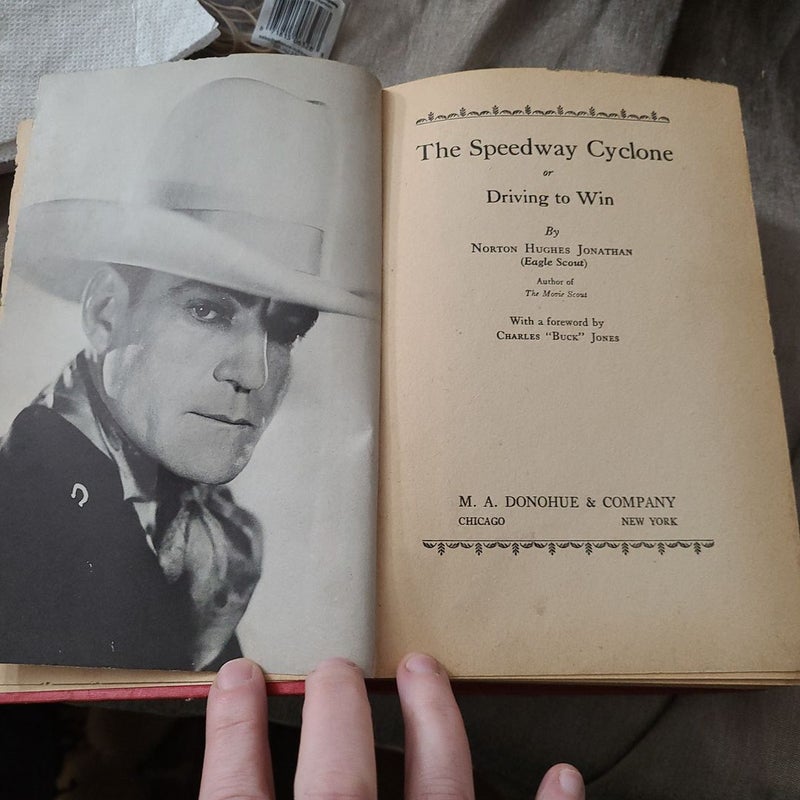 The Speedway Cyclone
or
Driving to Win
By
NORTON HUGHES JONATHAN
(Eagle Scout)
Author of
The Movie Scout
With a foreword by
CHARLES "BUCK" JONES
M. A. DONOHUE & COMPANY
CHICAGO NEW YORK